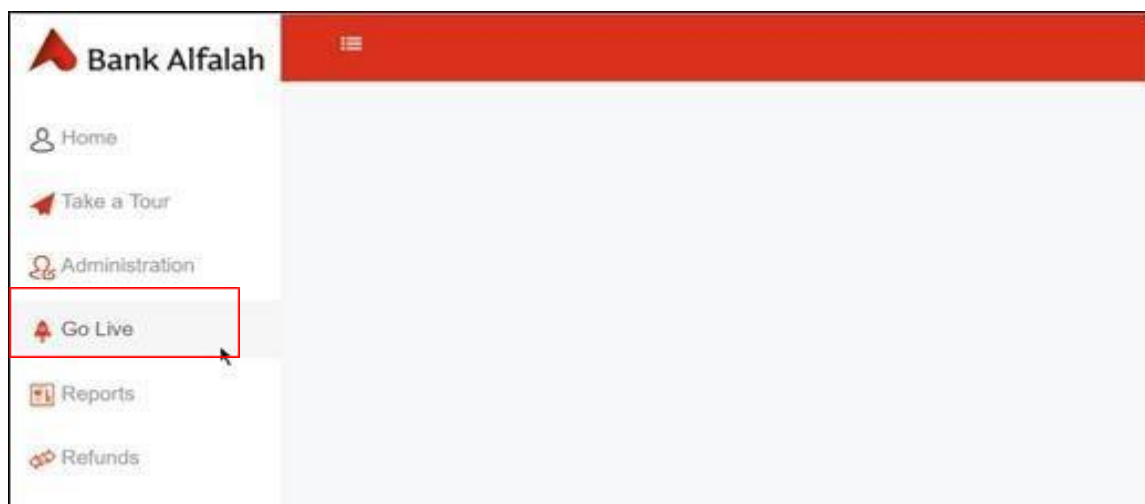 Bank Alfalah
Home
Take a Tour
Administration
Go Live
Reports
Refunds